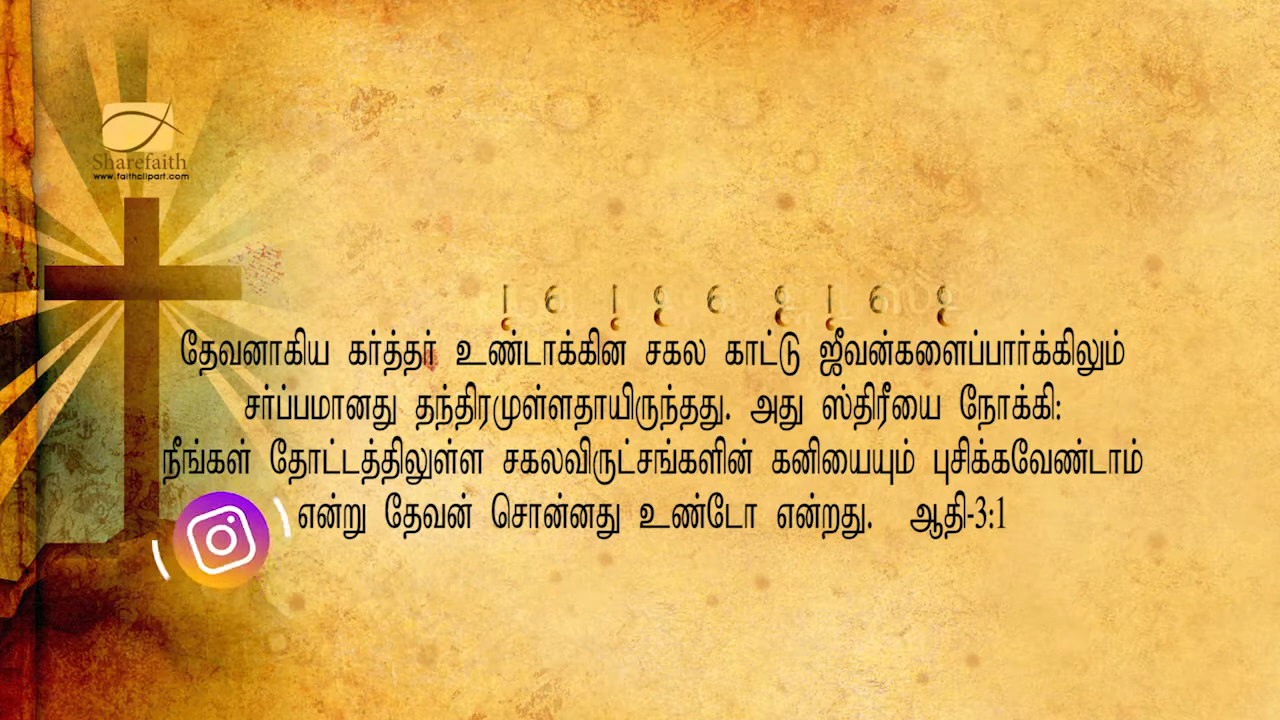 Sharefaith
www.faithclipart.com
தேவனாகிய கர்த்தர் உண்டாக்கின சகல காட்டு ஜீவன்களைப்பார்க்கிலும்
சர்ப்பமானது தந்திரமுள்ளதாயிருந்தது. அது ஸ்திரீயை நோக்கி:
நீங்கள் தோட்டத்திலுள்ள சகலவிருட்சங்களின் கனியையும் புசிக்கவேண்டாம்
என்று தேவன் சொன்னது உண்டோ என்றது. ஆதி-3:1